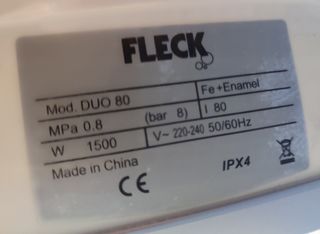 FLECK
Mod. DUO 80 Fe+Enamel
MPa 0.8 (bar 8) l 80
W 1500 V~ 220-240 50/60Hz
Made in China
CE IPX4